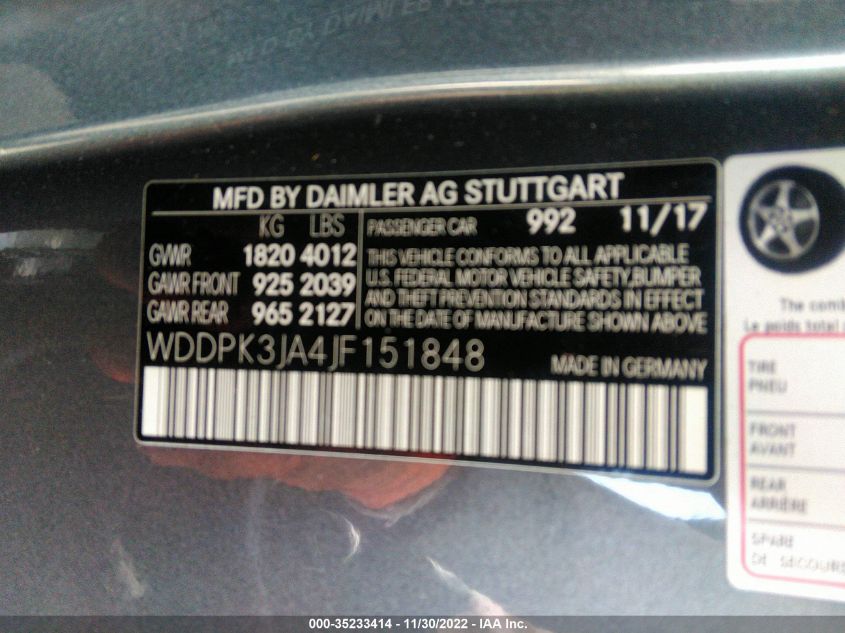 MFD BY DAIMLER AG STUTTGART
KG LBS
PASSENGER CAR 992 11/17
GVWR 1820 4012
GAWR FRONT 925 2039
GAWR REAR 965 2127
THIS VEHICLE CONFORMS TO ALL APPLICABLE
U.S. FEDERAL MOTOR VEHICLE SAFETY,BUMPER
AND THEFT PREVENTION STANDARDS IN EFFECT
ON THE DATE OF MANUFACTURE SHOWN ABOVE
WDDPK3JA4JF151848
MADE IN GERMANY
The comb
Le poids total
TIRE
PNEU
FRONT
AVANT
REAR
ARRIÈRE
SPARE
DE SECOURS
000-35233414 - 11/30/2022 - IAA Inc.